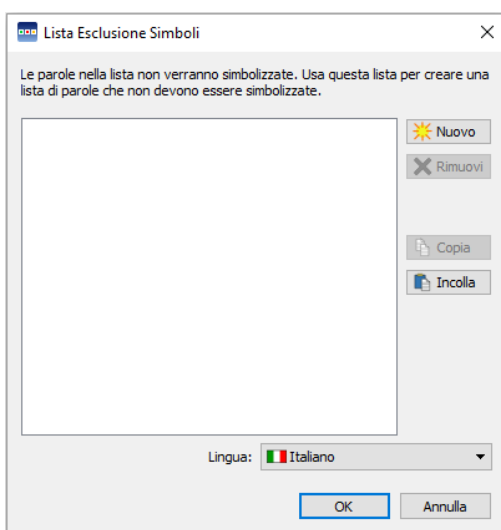 Lista Esclusione Simboli
Le parole nella lista non verranno simbolizzate. Usa questa lista per creare una
lista di parole che non devono essere simbolizzate.
Nuovo
Rimuovi
Copia
Incolla
Lingua: Italiano
OK Annulla